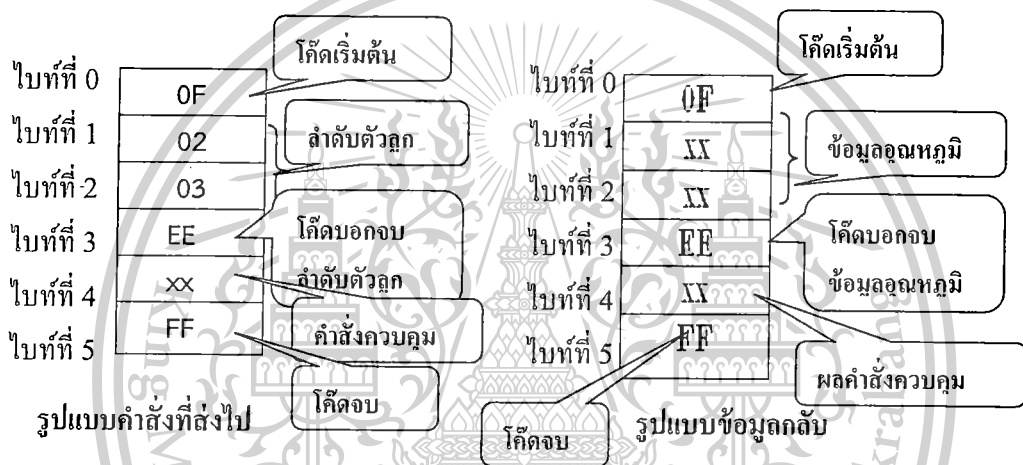 โค๊ดเริ่มต้น
ไบท์ที่ 0
0F
ไบท์ที่ 1
02
ลำดับตัวลูก
ไบท์ที่ 2
03
ไบท์ที่ 3
EE
โค๊ดบอกจบ
ลำดับตัวลูก
ไบท์ที่ 4
xx
คำสั่งควบคุม
ไบท์ที่ 5
FF
โค๊ดจบ
รูปแบบคำสั่งที่ส่งไป
โค๊ดเริ่มต้น
ไบท์ที่ 0
0F
ไบท์ที่ 1
XX
ข้อมูลอุณหภูมิ
ไบท์ที่ 2
XX
ไบท์ที่ 3
EE
โค๊ดบอกจบ
ข้อมูลอุณหภูมิ
ไบท์ที่ 4
XX
ผลคำสั่งควบคุม
ไบท์ที่ 5
FF
โค๊ดจบ
รูปแบบข้อมูลกลับ